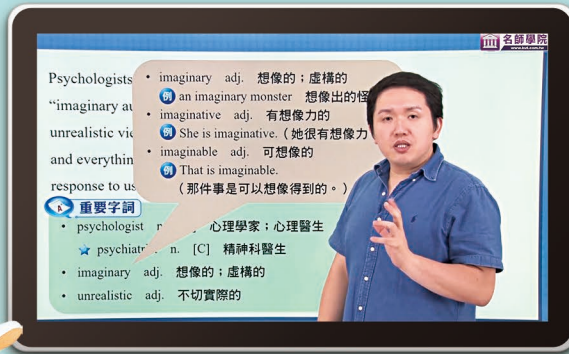 名師學院
www.kut.com.tw
Psychologists
"imaginary au
unrealistic vie
and everythin
response to us
• imaginary adj. 想像的；虛構的
例 an imaginary monster 想像出的怪
• imaginative adj. 有想像力的
例 She is imaginative.（她很有想像力
• imaginable adj. 可想像的
例 That is imaginable.
（那件事是可以想像得到的。）
重要字詞
• psychologist n. 心理學家；心理醫生
psychiatri n. [C] 精神科醫生
• imaginary adj. 想像的；虛構的
• unrealistic adj. 不切實際的